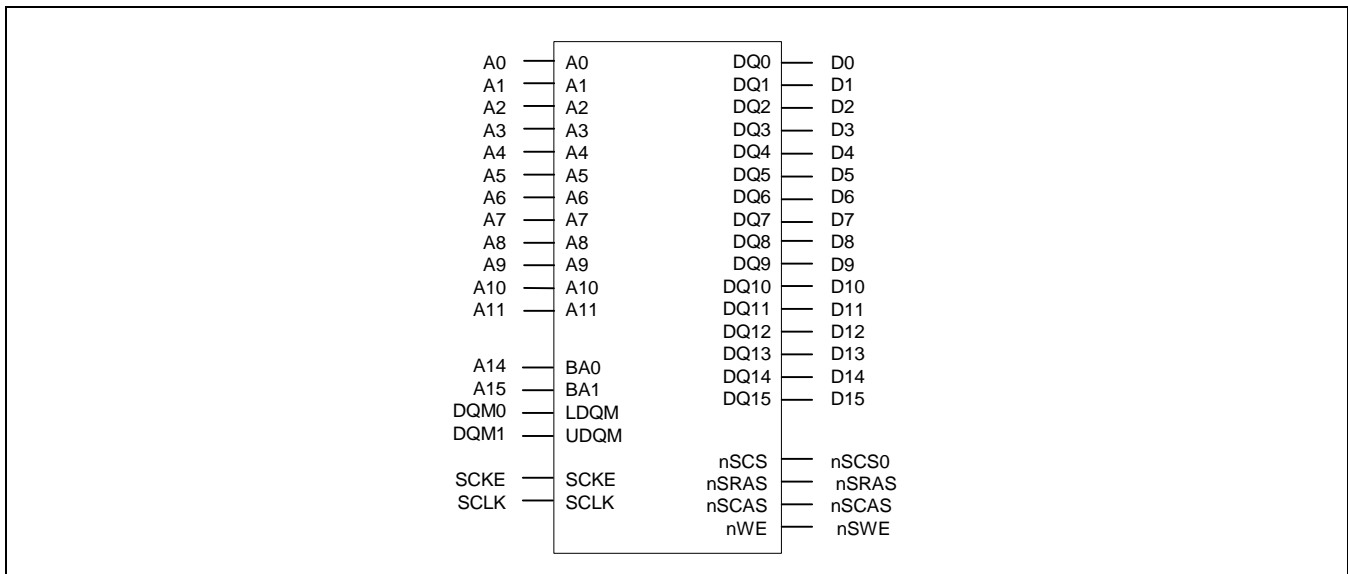 A0 A0 DQ0 D0
A1 A1 DQ1 D1
A2 A2 DQ2 D2
A3 A3 DQ3 D3
A4 A4 DQ4 D4
A5 A5 DQ5 D5
A6 A6 DQ6 D6
A7 A7 DQ7 D7
A8 A8 DQ8 D8
A9 A9 DQ9 D9
A10 A10 DQ10 D10
A11 A11 DQ11 D11
DQ12 D12
DQ13 D13
A14 BA0 DQ14 D14
A15 BA1 DQ15 D15
DQM0 LDQM
DQM1 UDQM
nSCS nSCS0
SCKE SCKE nSRAS nSRAS
SCLK SCLK nSCAS nSCAS
nWE nSWE